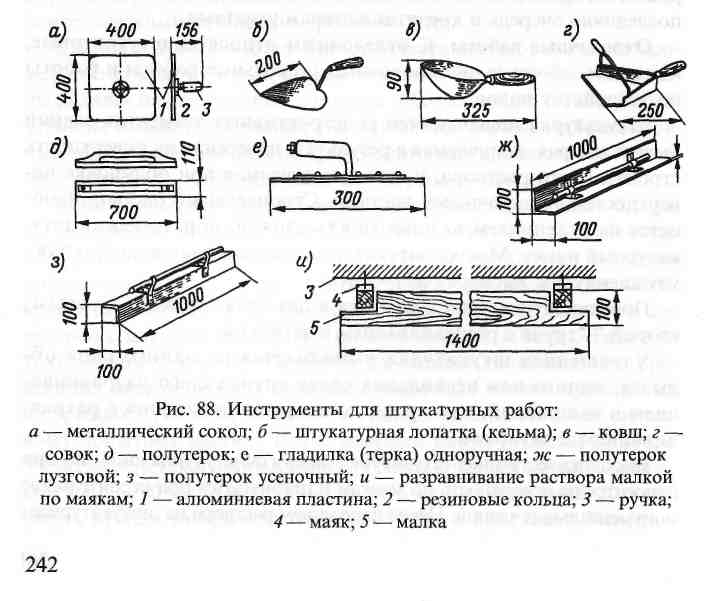 а)
400
156
400
1 2 3
б)
200
в)
90
325
г)
250
д)
110
700
е)
300
ж)
1000
100
100
з)
100
1000
100
и)
3
4
5
100
1400
Рис. 88. Инструменты для штукатурных работ:
а — металлический сокол; б — штукатурная лопатка (кельма); в — ковш; г —
совок; д — полутерок; е — гладилка (терка) одноручная; ж — полутерок
лузговой; з — полутерок усеночный; и — разравнивание раствора малкой
по маякам; 1 — алюминиевая пластина; 2 — резиновые кольца; 3 — ручка;
4 — маяк; 5 — малка
242